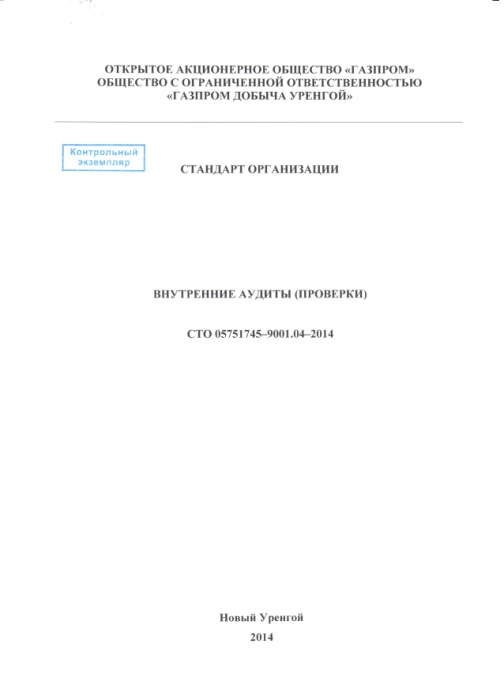 ОТКРЫТОЕ АКЦИОНЕРНОЕ ОБЩЕСТВО «ГАЗПРОМ»
ОБЩЕСТВО С ОГРАНИЧЕННОЙ ОТВЕТСТВЕННОСТЬЮ
«ГАЗПРОМ ДОБЫЧА УРЕНГОЙ»
Контрольный
экземпляр
СТАНДАРТ ОРГАНИЗАЦИИ
ВНУТРЕННИЕ АУДИТЫ (ПРОВЕРКИ)
СТО 05751745–9001.04–2014
Новый Уренгой
2014